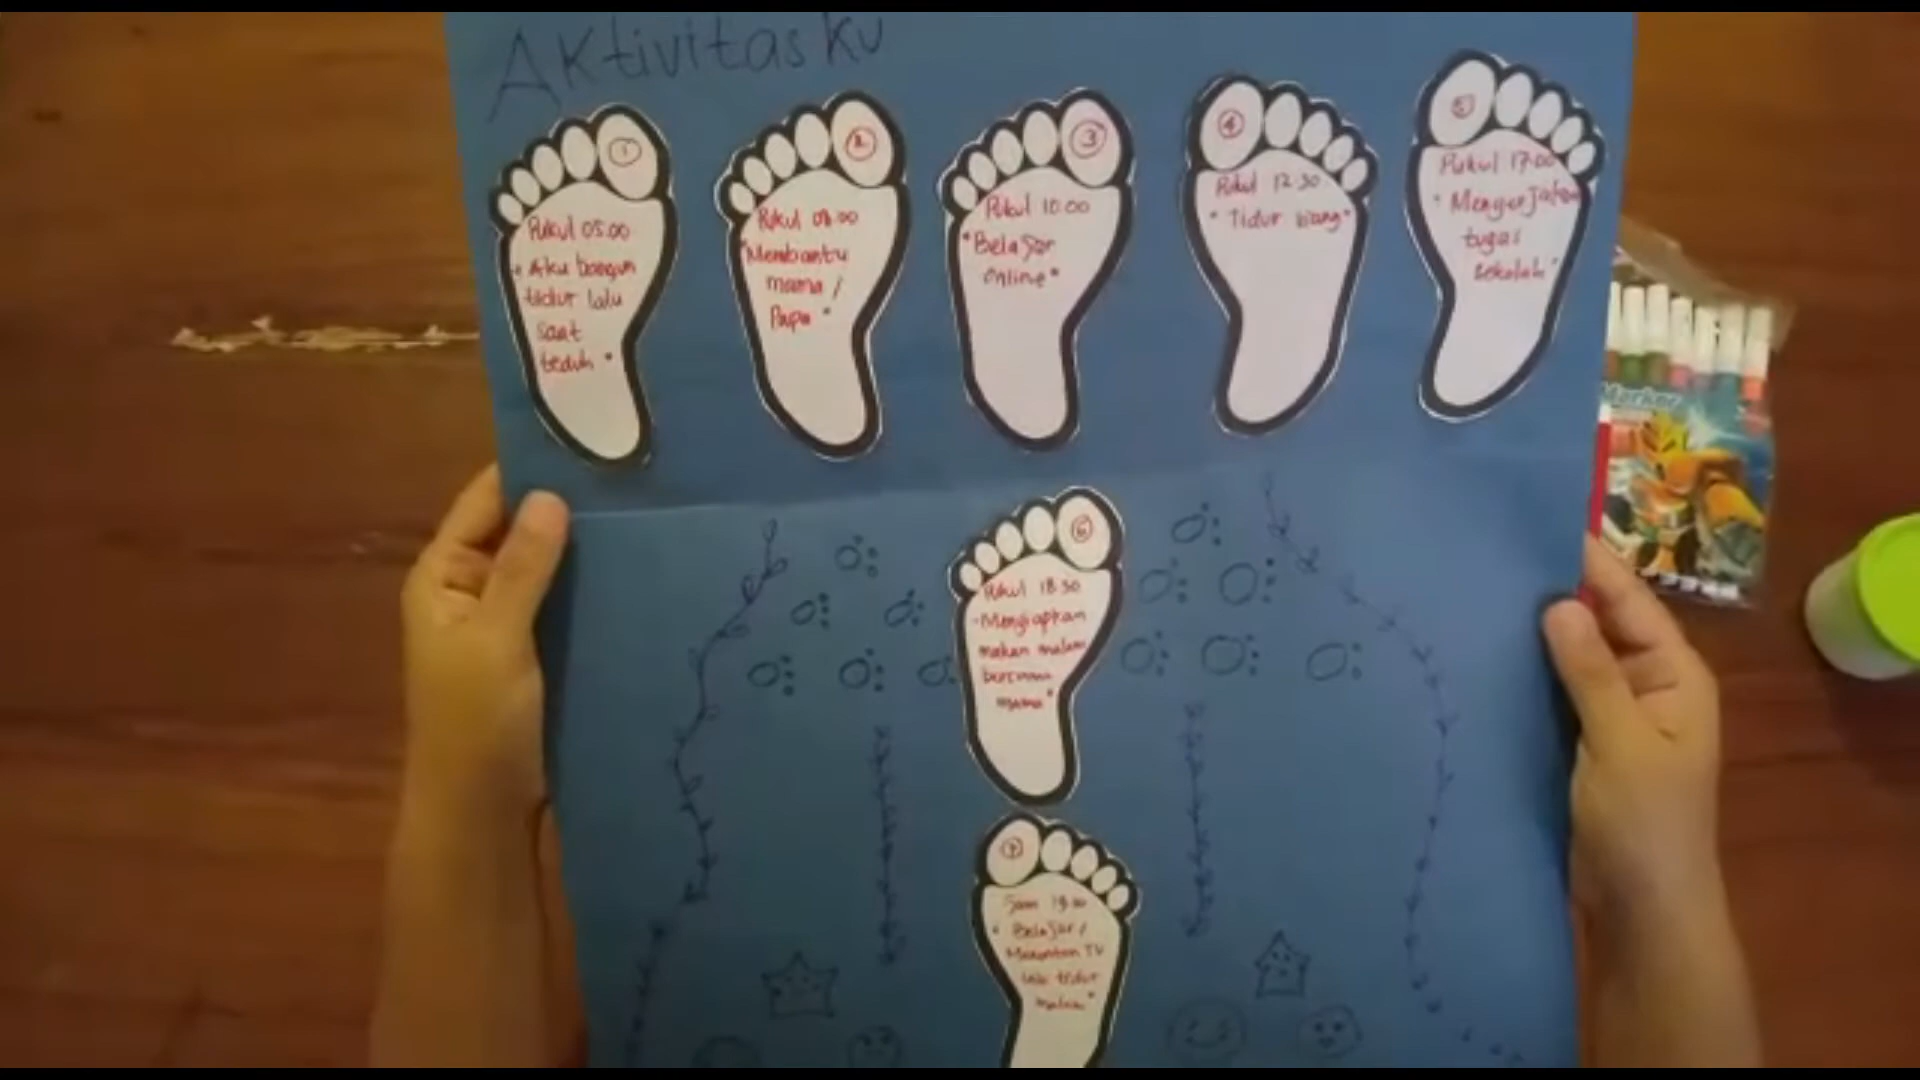 Aktivitasku
1
Pukul 05.00
"Aku bangun
tidur lalu
saat
teduh"
2
Pukul 08.00
"Membantu
mama /
Papa"
3
Pukul 10.00
"Belajar
online"
4
Pukul 12.30
"Tidur siang"
5
Pukul 17.00
"Mengerjakan
tugas
sekolah"
6
Pukul 18.30
"Menyiapkan
makan malam
bersama
mama"
7
Jam
"Belajar /
Menonton TV
lalu tidur
malam"
Marker